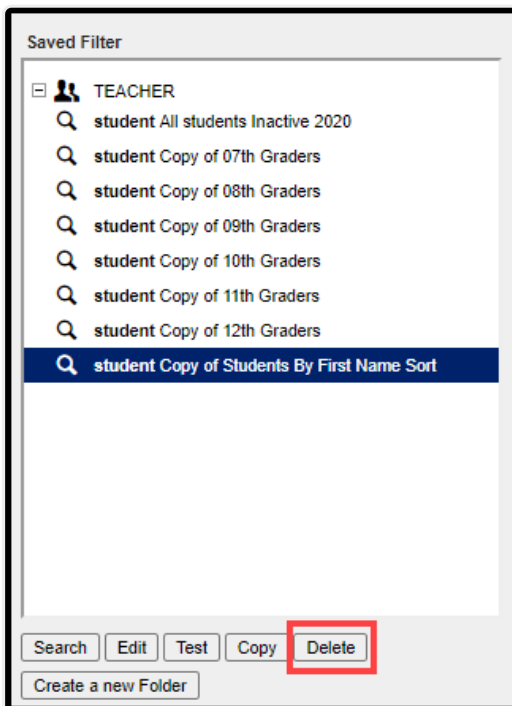 Saved Filter
TEACHER
student All students Inactive 2020
student Copy of 07th Graders
student Copy of 08th Graders
student Copy of 09th Graders
student Copy of 10th Graders
student Copy of 11th Graders
student Copy of 12th Graders
student Copy of Students By First Name Sort
Search Edit Test Copy Delete
Create a new Folder